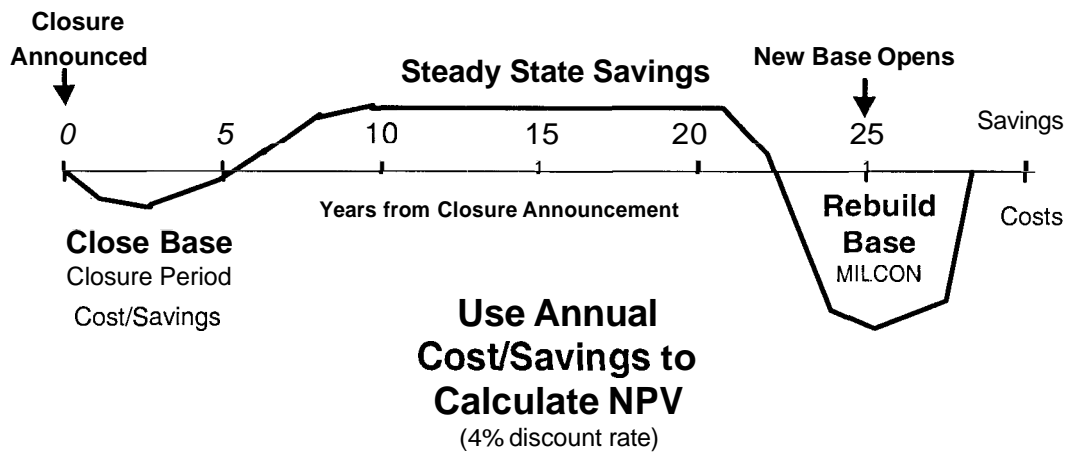 Closure
Announced
Steady State Savings
New Base Opens
0 5 10 15 20 25 Savings
Years from Closure Announcement
Costs
Close Base
Closure Period
Cost/Savings
Rebuild
Base
MILCON
Use Annual
Cost/Savings to
Calculate NPV
(4% discount rate)